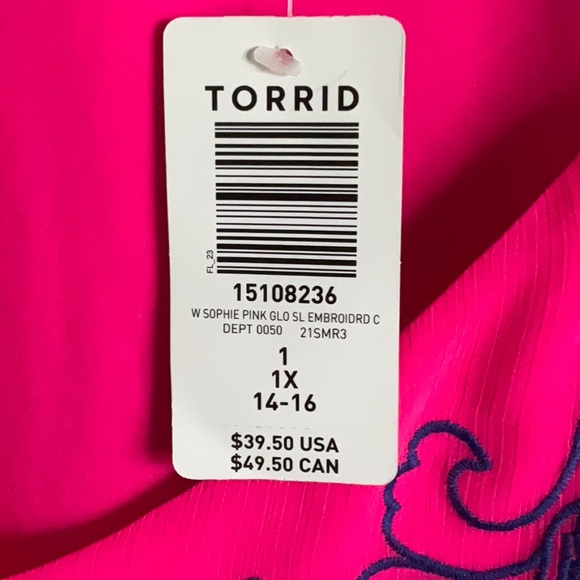 TORRID
FL_23
15108236
W SOPHIE PINK GLO SL EMBROIDRD C
DEPT 0050 21SMR3
1
1X
14-16
$39.50 USA
$49.50 CAN